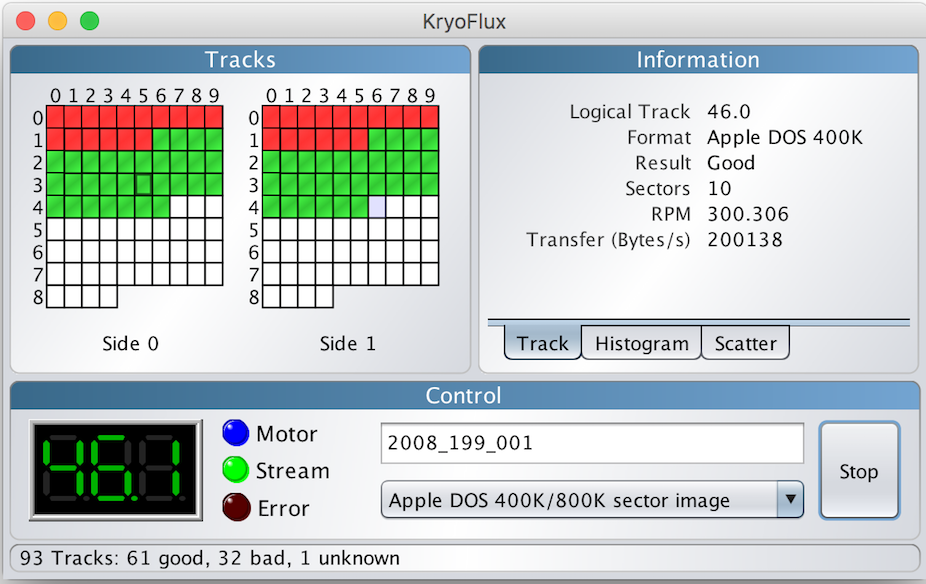 KryoFlux
Tracks
0 1 2 3 4 5 6 7 8 9
0
1
2
3
4
5
6
7
8
Side 0
0 1 2 3 4 5 6 7 8 9
0
1
2
3
4
5
6
7
8
Side 1
Information
Logical Track 46.0
Format Apple DOS 400K
Result Good
Sectors 10
RPM 300.306
Transfer (Bytes/s) 200138
Track Histogram Scatter
Control
46.1
Motor
Stream
Error
2008_199_001
Apple DOS 400K/800K sector image
Stop
93 Tracks: 61 good, 32 bad, 1 unknown